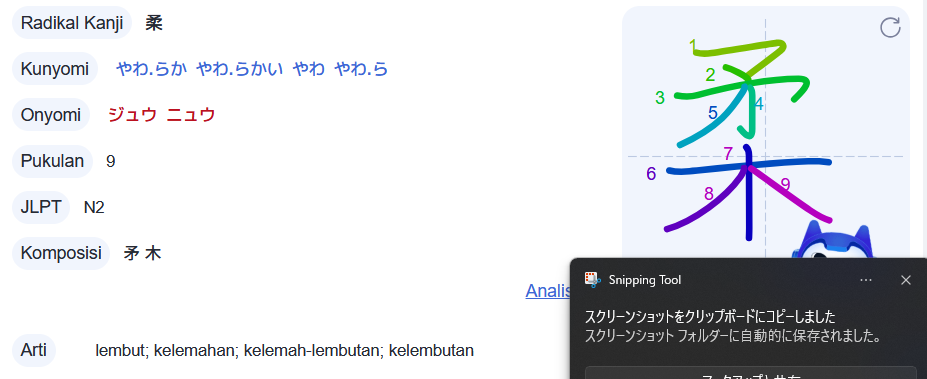 Radikal Kanji 柔
Kunyomi やわ.らか やわ.らかい やわ やわ.ら
Onyomi ジュウ ニュウ
Pukulan 9
JLPT N2
Komposisi 矛 木
Arti lembut; kelemahan; kelemah-lembutan; kelembutan
1
2
3
4
5
6
7
8
9
Snipping Tool
スクリーンショットをクリップボードにコピーしました
スクリーンショット フォルダーに自動的に保存されました。